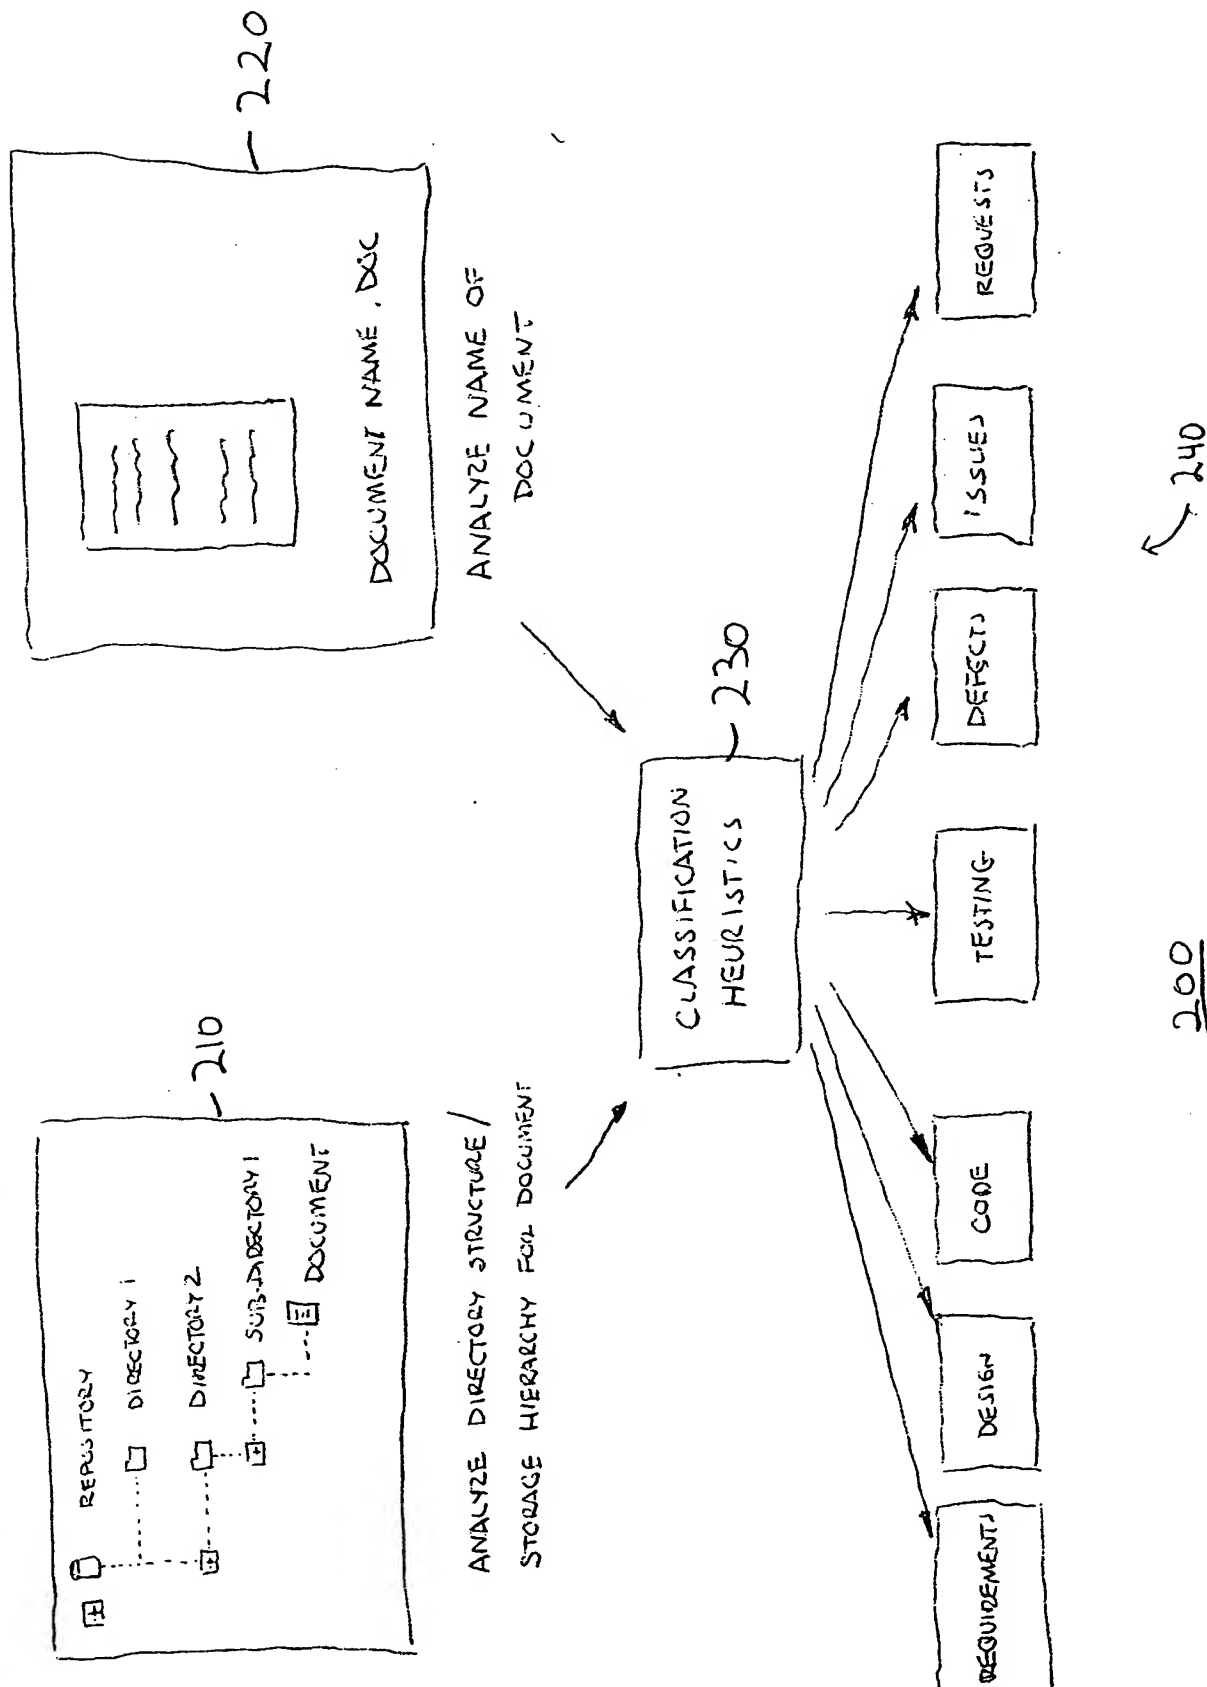 REPOSITORY
DIRECTORY 1
DIRECTORY 2
SUB-DIRECTORY 1
DOCUMENT
210
ANALYZE DIRECTORY STRUCTURE /
STORAGE HIERARCHY FOR DOCUMENT
DOCUMENT NAME . DOC
220
ANALYZE NAME OF
DOCUMENT
CLASSIFICATION
HEURISTICS
230
REQUIREMENTS
DESIGN
CODE
TESTING
DEFECTS
ISSUES
REQUESTS
240
200